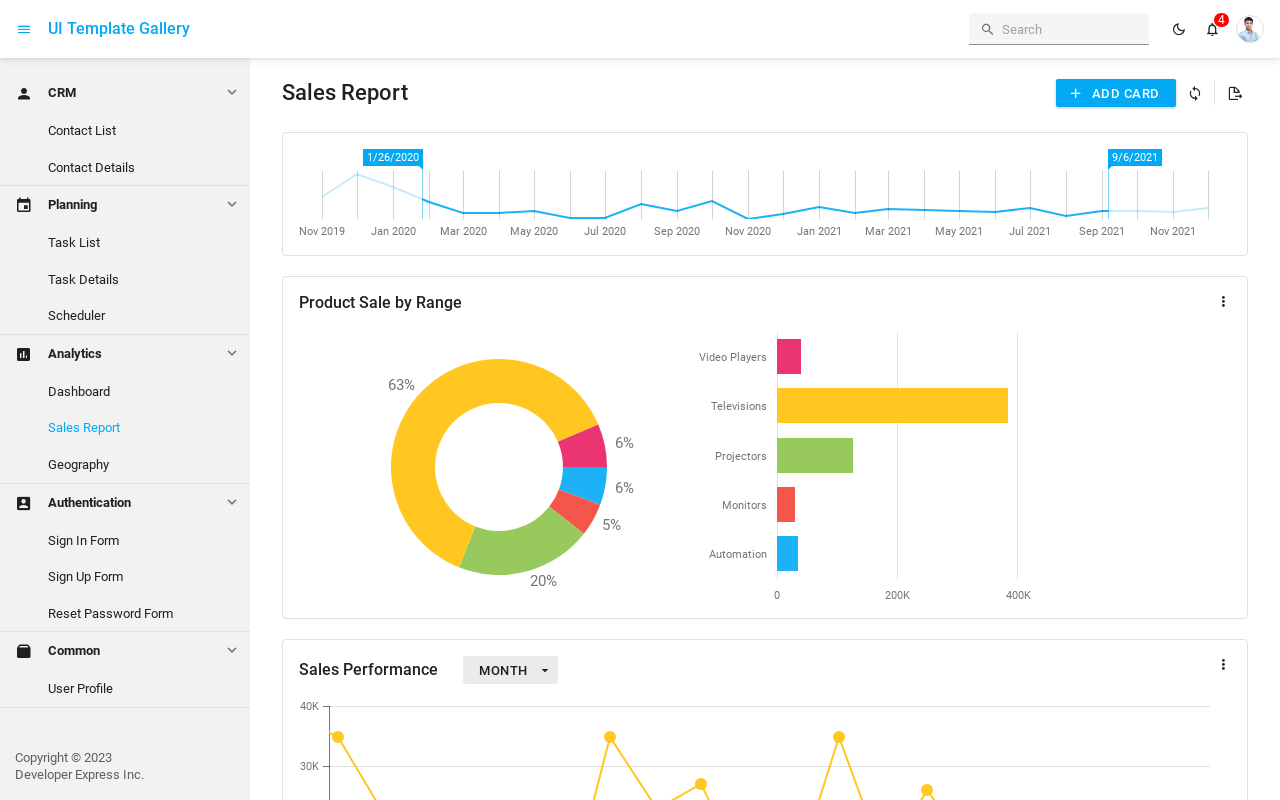 UI Template Gallery
Search
4
CRM
Contact List
Contact Details
Planning
Task List
Task Details
Scheduler
Analytics
Dashboard
Sales Report
Geography
Authentication
Sign In Form
Sign Up Form
Reset Password Form
Common
User Profile
Copyright © 2023
Developer Express Inc.
Sales Report
ADD CARD
1/26/2020
9/6/2021
Nov 2019
Jan 2020
Mar 2020
May 2020
Jul 2020
Sep 2020
Nov 2020
Jan 2021
Mar 2021
May 2021
Jul 2021
Sep 2021
Nov 2021
Product Sale by Range
63%
6%
6%
5%
20%
Video Players
Televisions
Projectors
Monitors
Automation
0
200K
400K
Sales Performance
MONTH
40K
30K